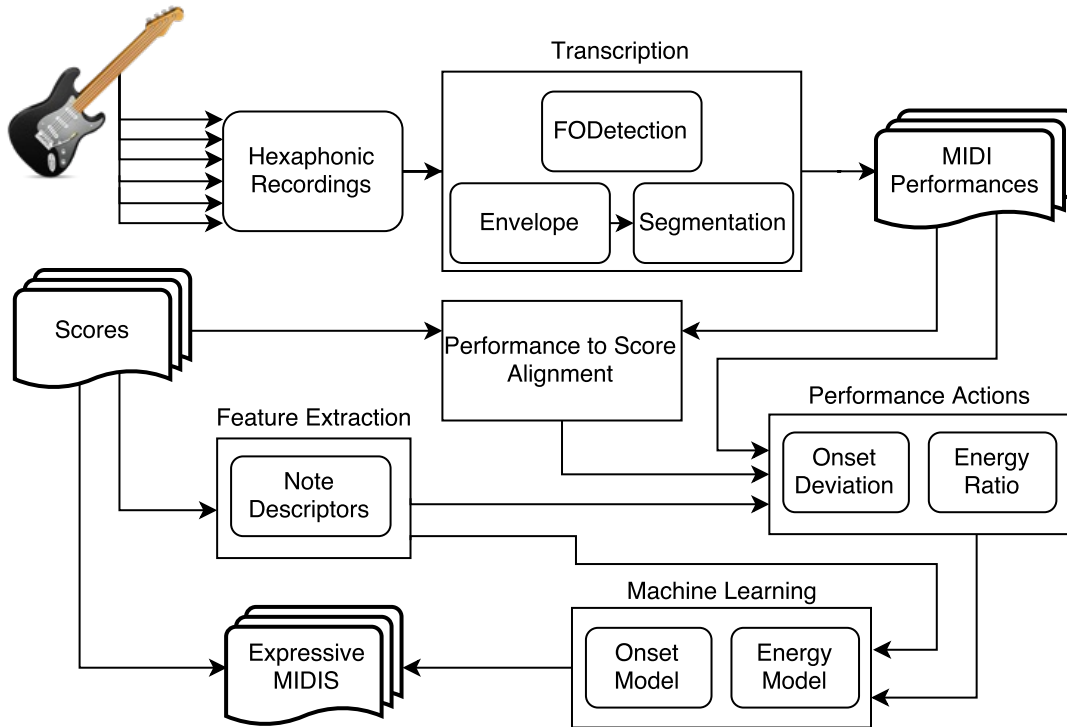 Transcription
FODetection
Hexaphonic
Recordings
Envelope
Segmentation
MIDI
Performances
Scores
Performance to Score
Alignment
Performance Actions
Onset
Deviation
Energy
Ratio
Feature Extraction
Note
Descriptors
Machine Learning
Onset
Model
Energy
Model
Expressive
MIDIS